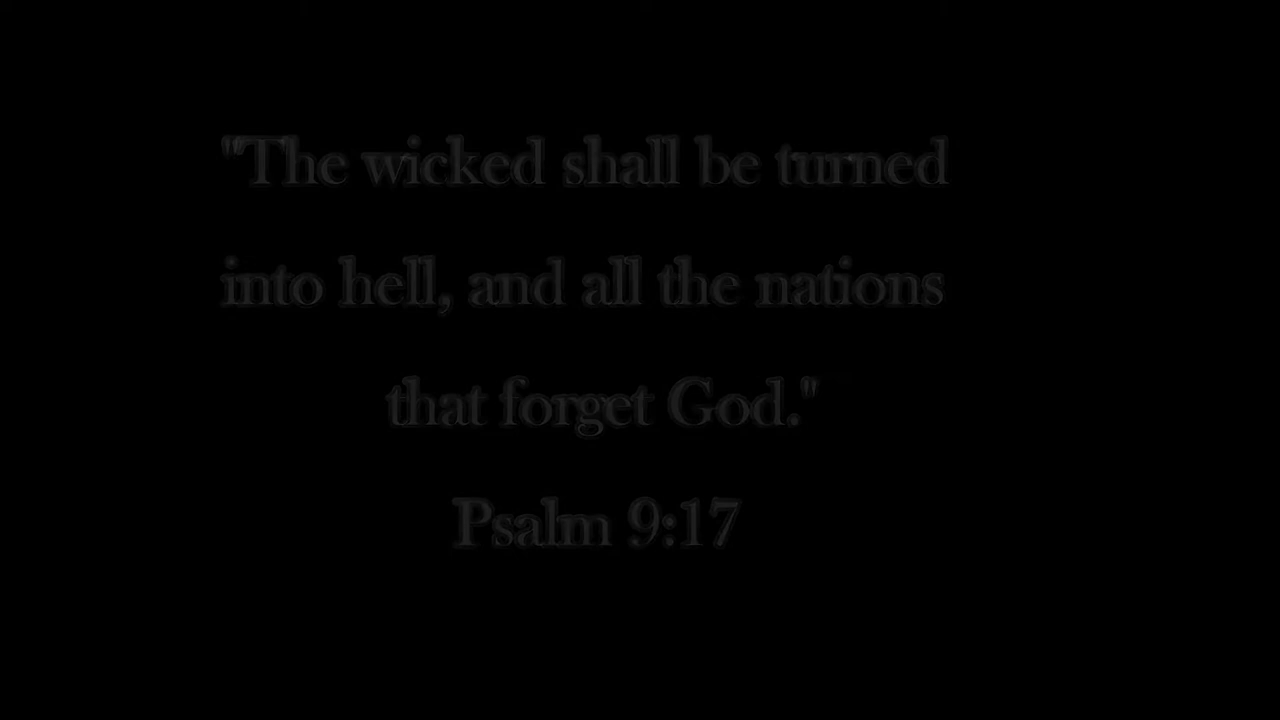 "The wicked shall be turned
into hell, and all the nations
that forget God."
Psalm 9:17